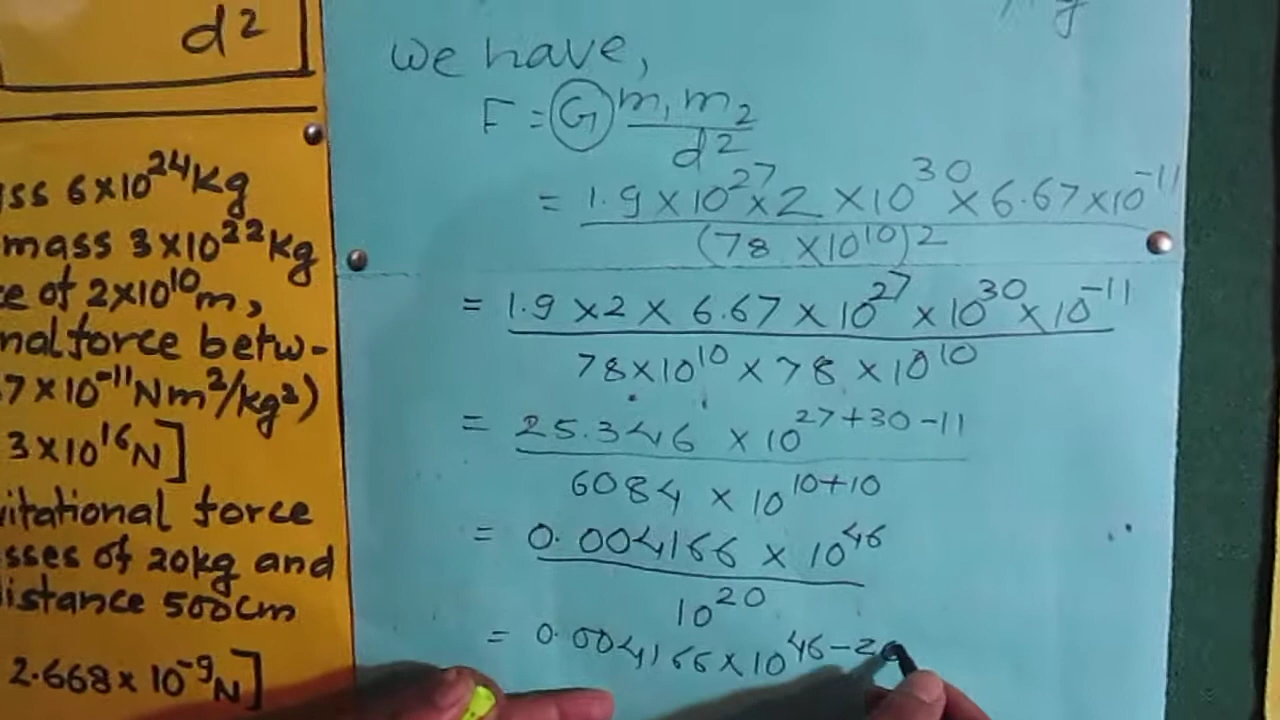 d²
ss 6×10²⁴Kg
mass 3×10²²Kg
e of 2×10¹⁰m,
nal force betw-
7×10⁻¹¹Nm²/kg²)
3×10¹⁶N]
itational force
sses of 20kg and
istance 500cm
2.668×10⁻⁹N]
we have,
F = G m₁m₂ / d²
= 1.9×10²⁷×2×10³⁰×6.67×10⁻¹¹
(78×10¹⁰)2
= 1.9×2×6.67×10²⁷×10³⁰×10⁻¹¹
78×10¹⁰×78×10¹⁰
= 25.346×10²⁷⁺³⁰⁻¹¹
6084×10¹⁰⁺¹⁰
= 0.004166×10⁴⁶
10²⁰
= 0.004166×10⁴⁶⁻²⁰